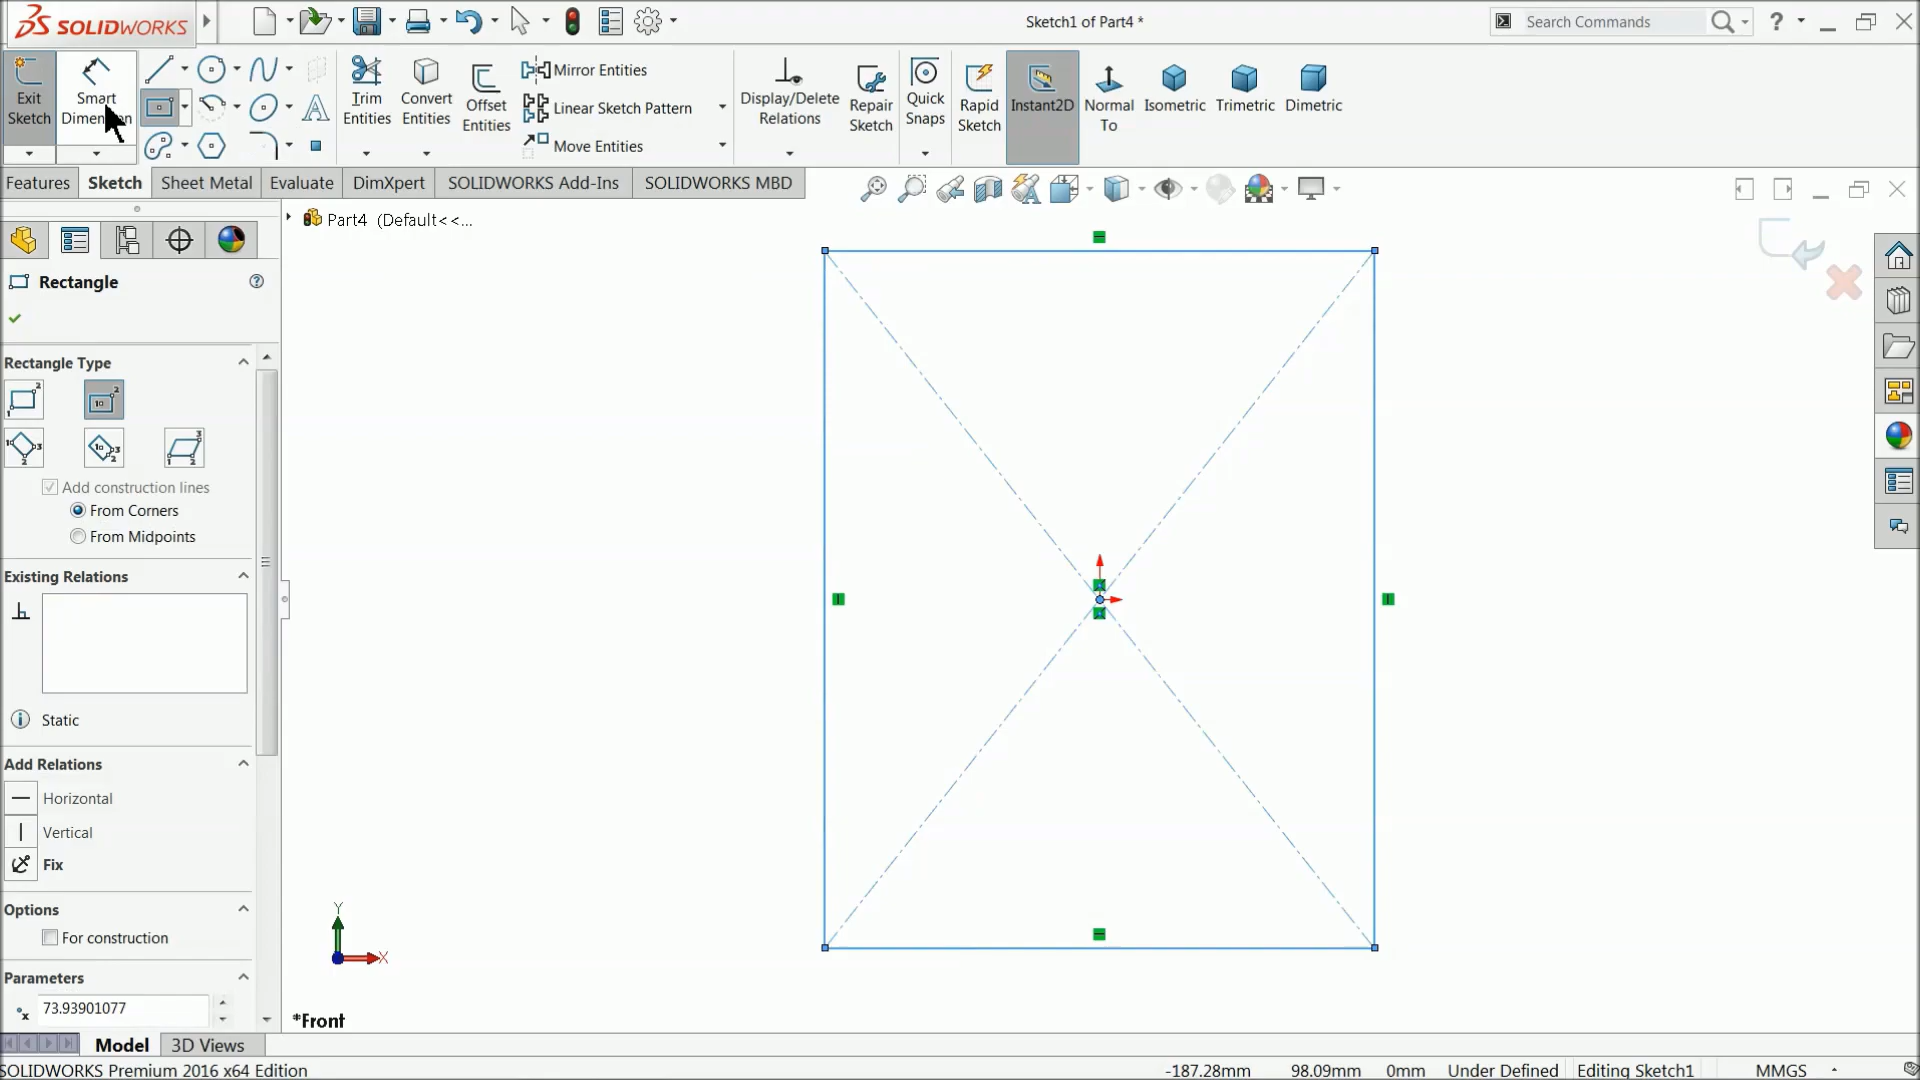 SOLIDWORKS
Sketch1 of Part4 *
Search Commands
?
Exit Sketch
Smart Dimension
Trim Entities
Convert Entities
Offset Entities
Mirror Entities
Linear Sketch Pattern
Move Entities
Display/Delete Relations
Repair Sketch
Quick Snaps
Rapid Sketch
Instant2D
Normal To
Isometric
Trimetric
Dimetric
Features
Sketch
Sheet Metal
Evaluate
DimXpert
SOLIDWORKS Add-Ins
SOLIDWORKS MBD
Part4 (Default<<...
Rectangle
Rectangle Type
Add construction lines
From Corners
From Midpoints
Existing Relations
Static
Add Relations
Horizontal
Vertical
Fix
Options
For construction
Parameters
73.93901077
Y
X
*Front
Model
3D Views
SOLIDWORKS Premium 2016 x64 Edition
-187.28mm
98.09mm
0mm
Under Defined
Editing Sketch1
MMGS